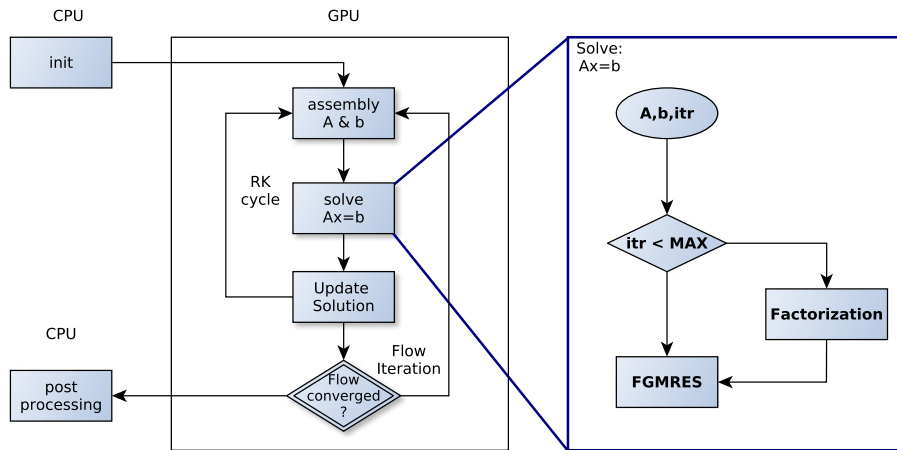 CPU
GPU
init
assembly
A & b
RK
cycle
solve
Ax=b
Update
Solution
CPU
Flow
Iteration
post
processing
Flow
converged
?
Solve:
Ax=b
A,b,itr
itr < MAX
Factorization
FGMRES